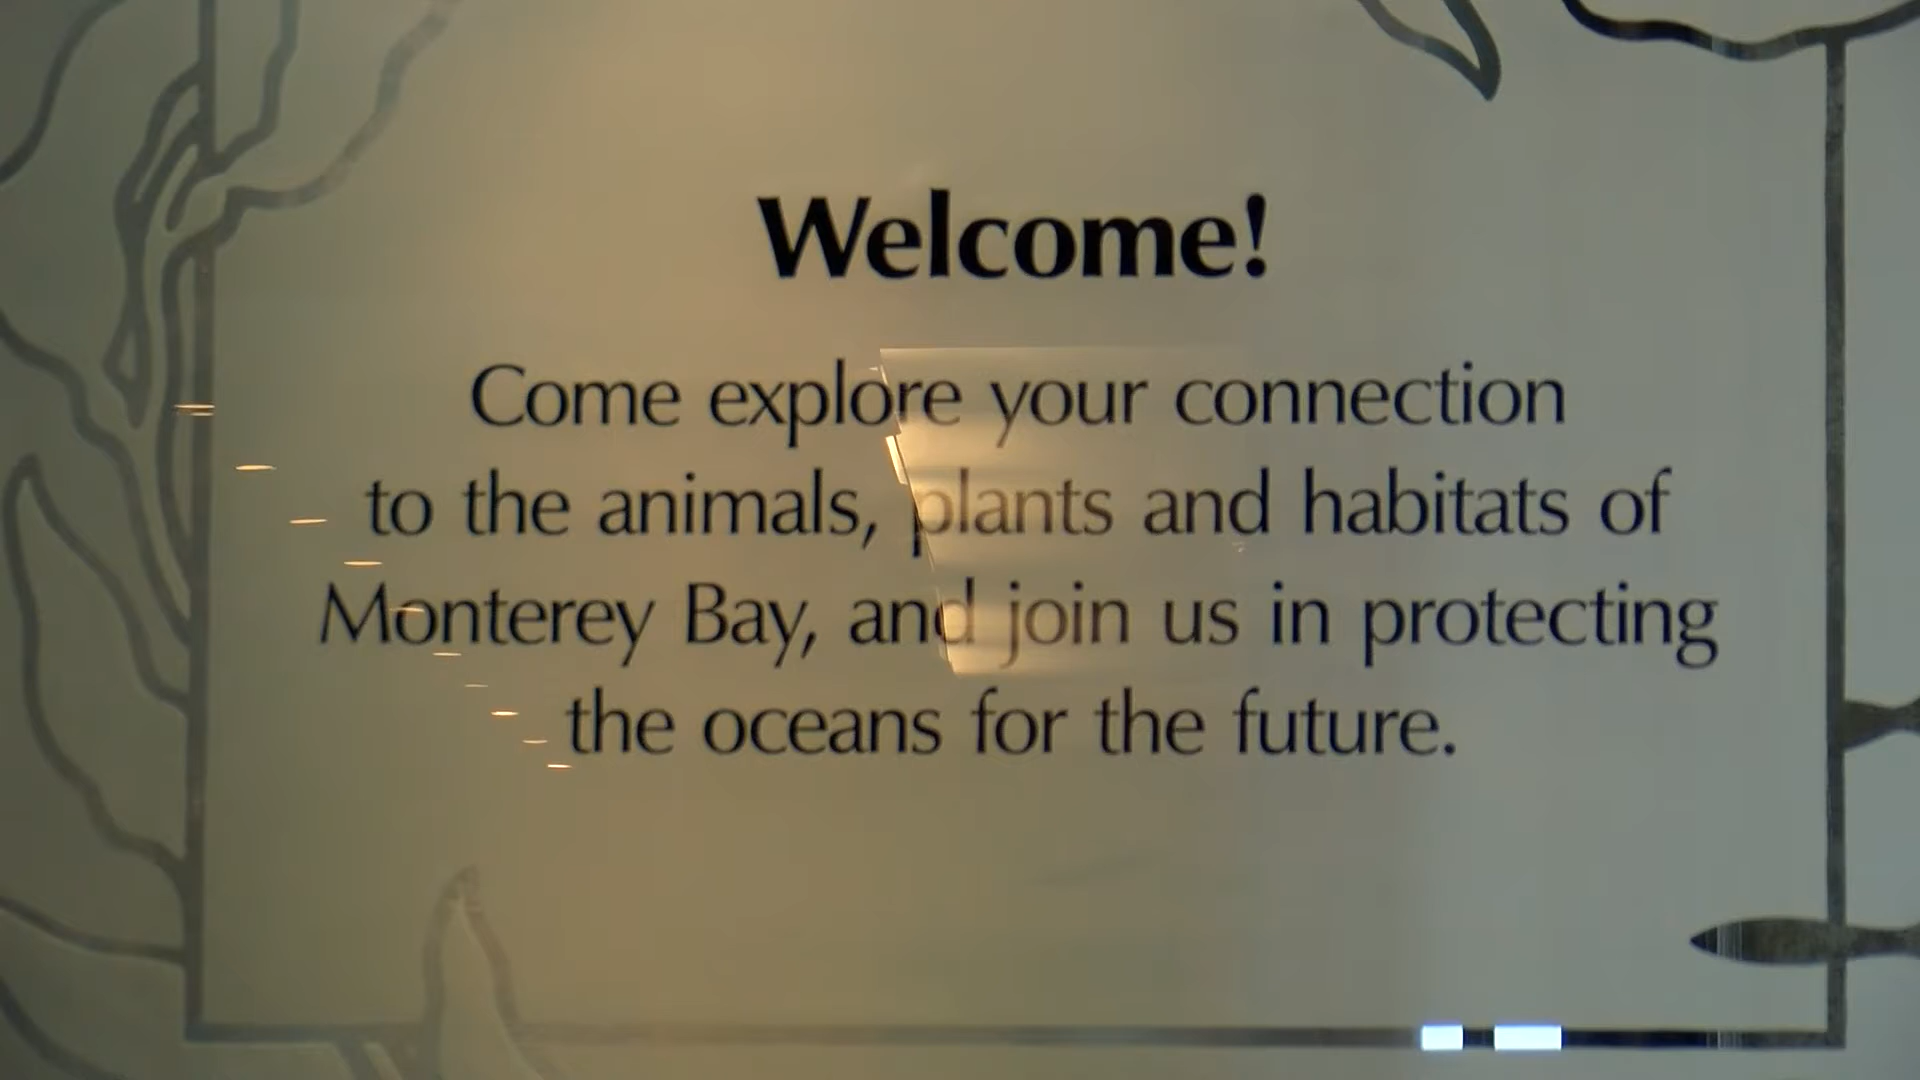 Welcome!
Come explore your connection
to the animals, plants and habitats of
Monterey Bay, and join us in protecting
the oceans for the future.